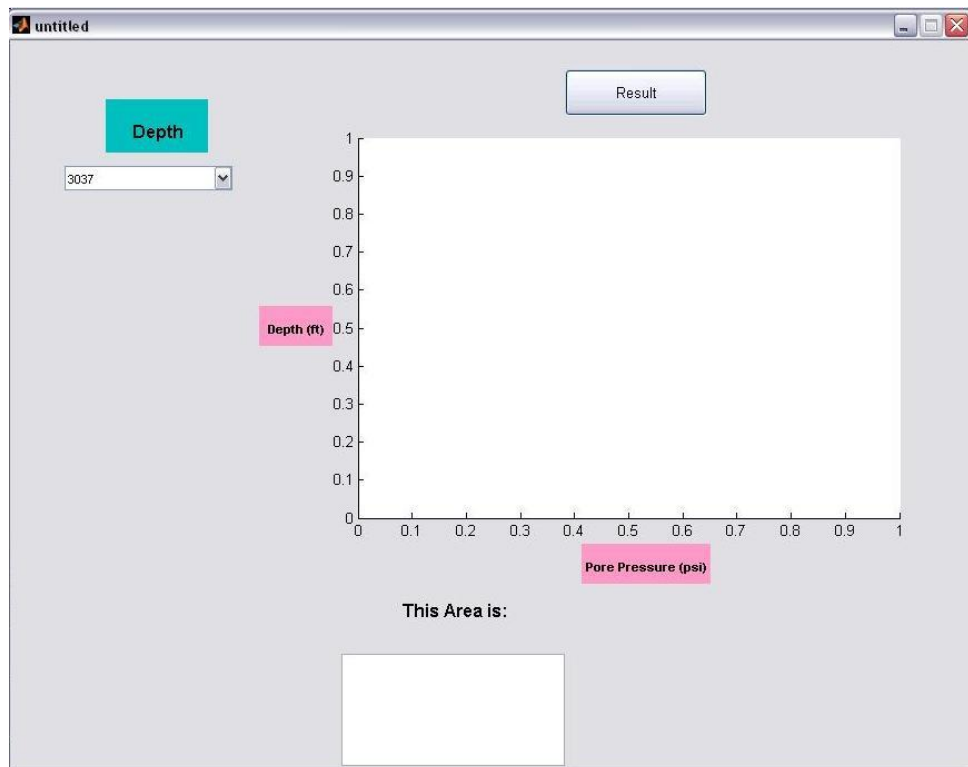 untitled
Result
Depth
3037
1
0.9
0.8
0.7
0.6
Depth (ft)
0.5
0.4
0.3
0.2
0.1
0
0 0.1 0.2 0.3 0.4 0.5 0.6 0.7 0.8 0.9 1
Pore Pressure (psi)
This Area is: